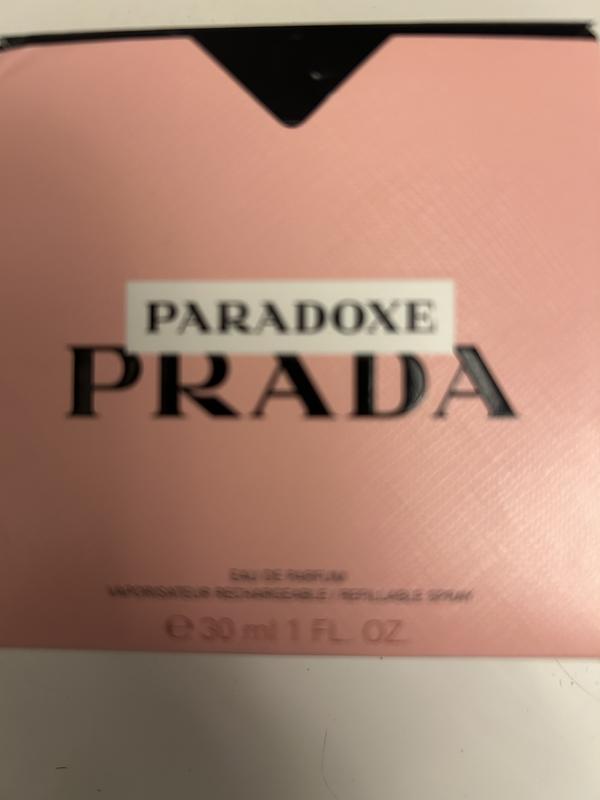 PARADOXE
PRADA
EAU DE PARFUM
VAPORISATEUR RECHARGEABLE / REFILLABLE SPRAY
℮ 30 ml 1 FL. OZ.